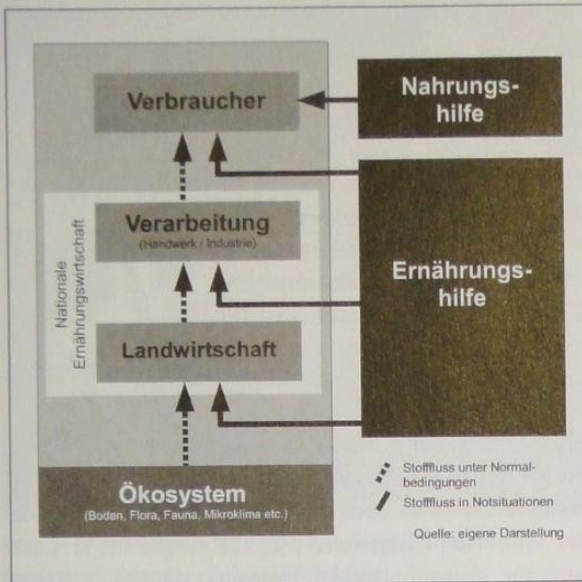 Verbraucher
Nahrungs-
hilfe
Nationale
Ernährungswirtschaft
Verarbeitung
(Handwerk / Industrie)
Landwirtschaft
Ernährungs-
hilfe
Ökosystem
(Boden, Flora, Fauna, Mikroklima etc.)
Stofffluss unter Normal-
bedingungen
Stofffluss in Notsituationen
Quelle: eigene Darstellung